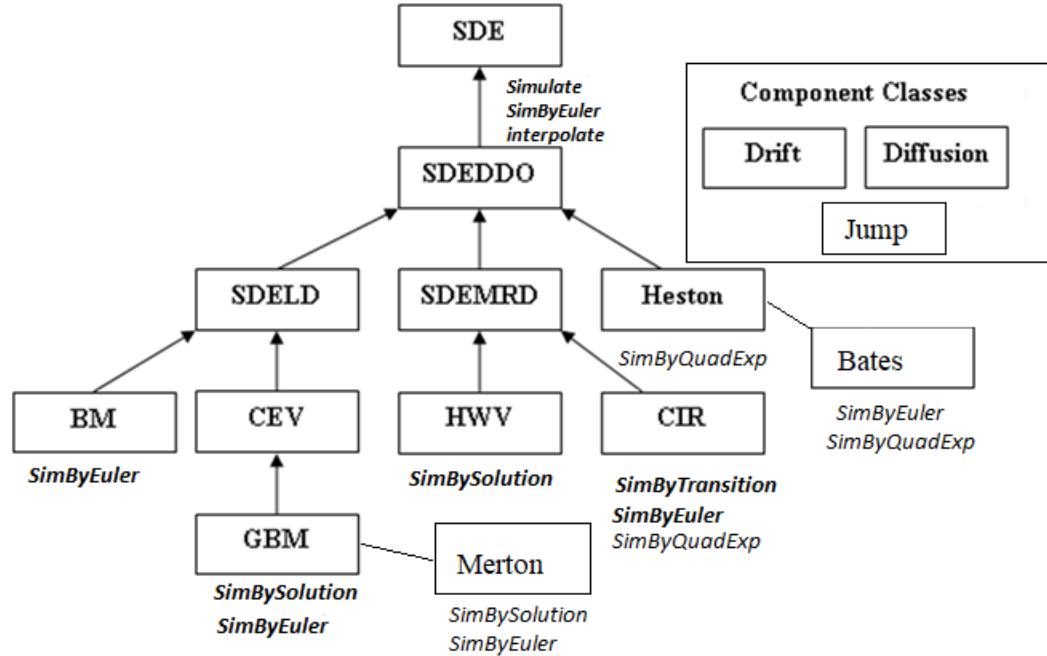 SDE
Simulate
SimByEuler
interpolate
Component Classes
Drift
Diffusion
Jump
SDEDDO
SDELD
SDEMRD
Heston
SimByQuadExp
Bates
SimByEuler
SimByQuadExp
BM
SimByEuler
CEV
HWV
SimBySolution
CIR
SimByTransition
SimByEuler
SimByQuadExp
GBM
SimBySolution
SimByEuler
Merton
SimBySolution
SimByEuler